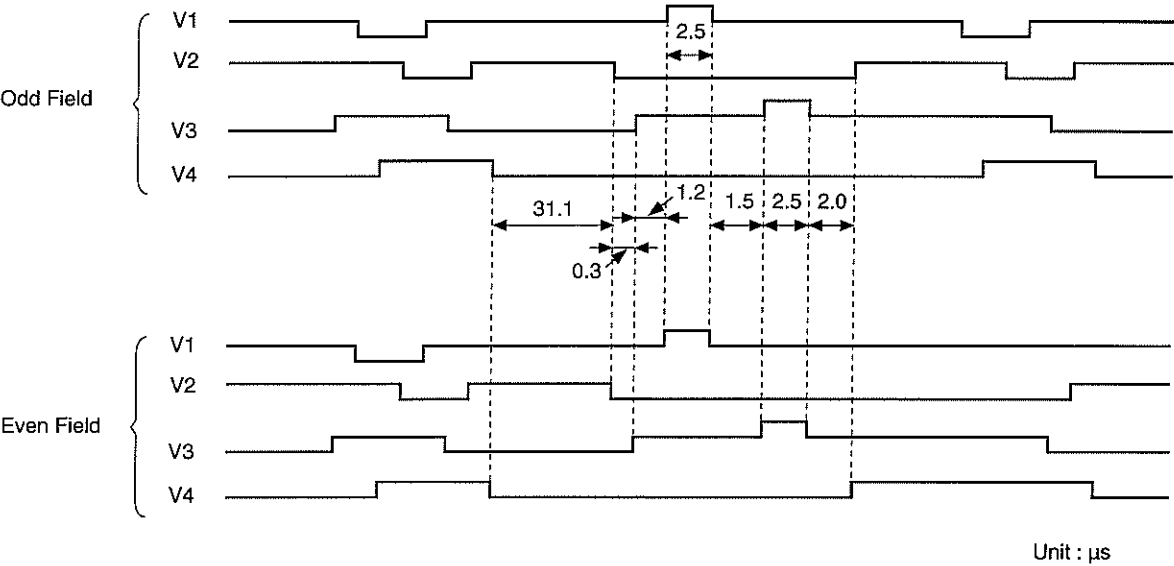 V1
2.5
V2
Odd Field
V3
V4
31.1
1.2
1.5
2.5
2.0
0.3
V1
V2
Even Field
V3
V4
Unit : μs